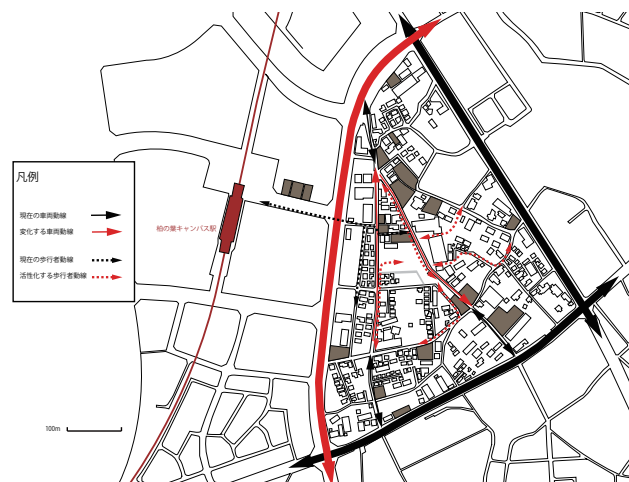 凡例
現在の車両動線
変化する車両動線
現在の歩行者動線
活性化する歩行者動線
柏の葉キャンパス駅
100m